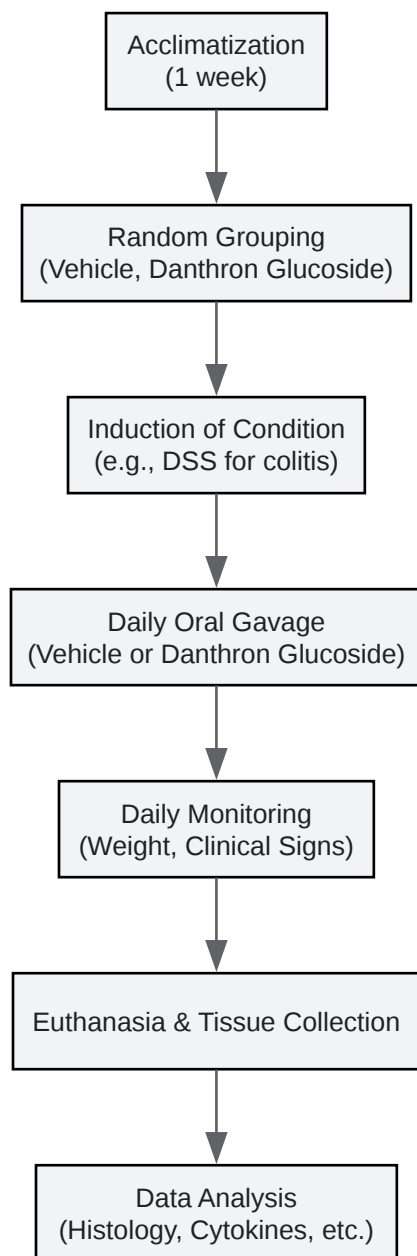 Acclimatization
(1 week)
Random Grouping
(Vehicle, Danthron Glucoside)
Induction of Condition
(e.g., DSS for colitis)
Daily Oral Gavage
(Vehicle or Danthron Glucoside)
Daily Monitoring
(Weight, Clinical Signs)
Euthanasia & Tissue Collection
Data Analysis
(Histology, Cytokines, etc.)